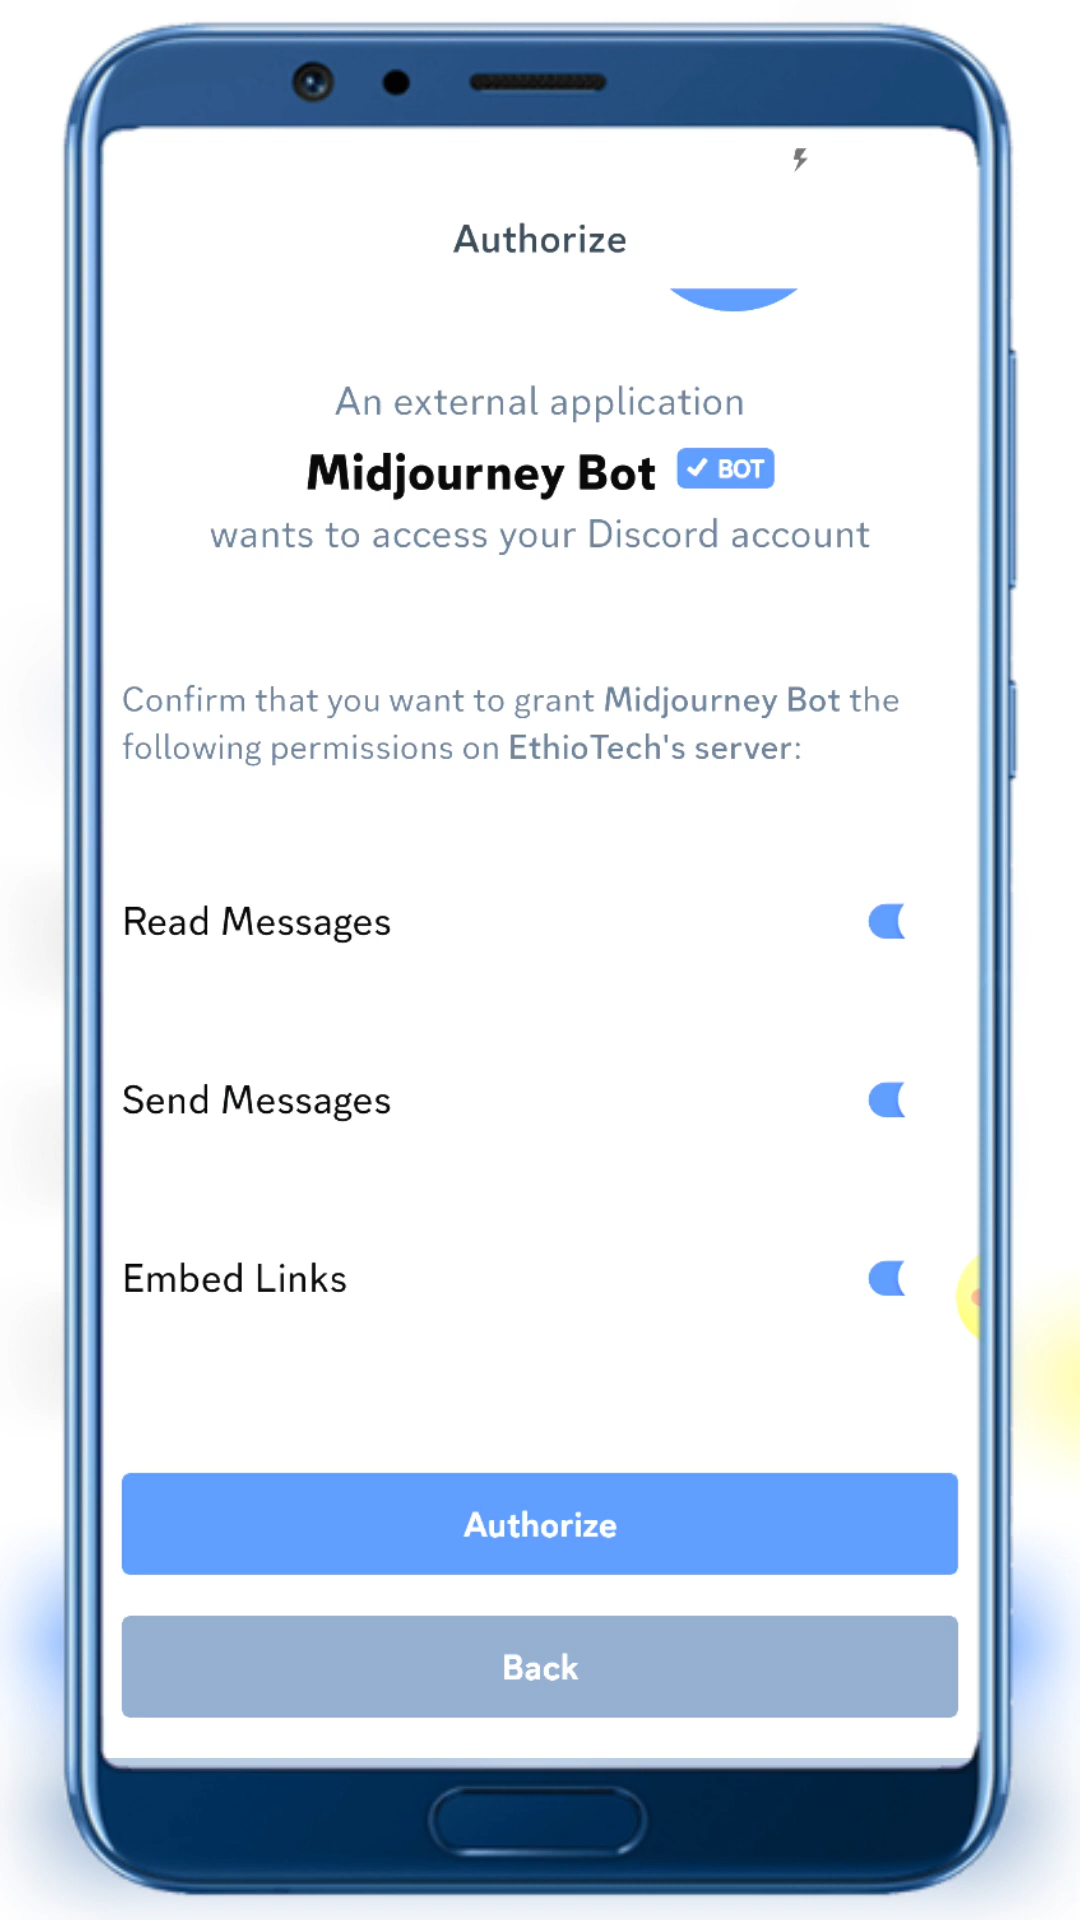 Authorize
An external application
Midjourney Bot ✓ BOT
wants to access your Discord account
Confirm that you want to grant Midjourney Bot the
following permissions on EthioTech's server:
Read Messages
Send Messages
Embed Links
Authorize
Back